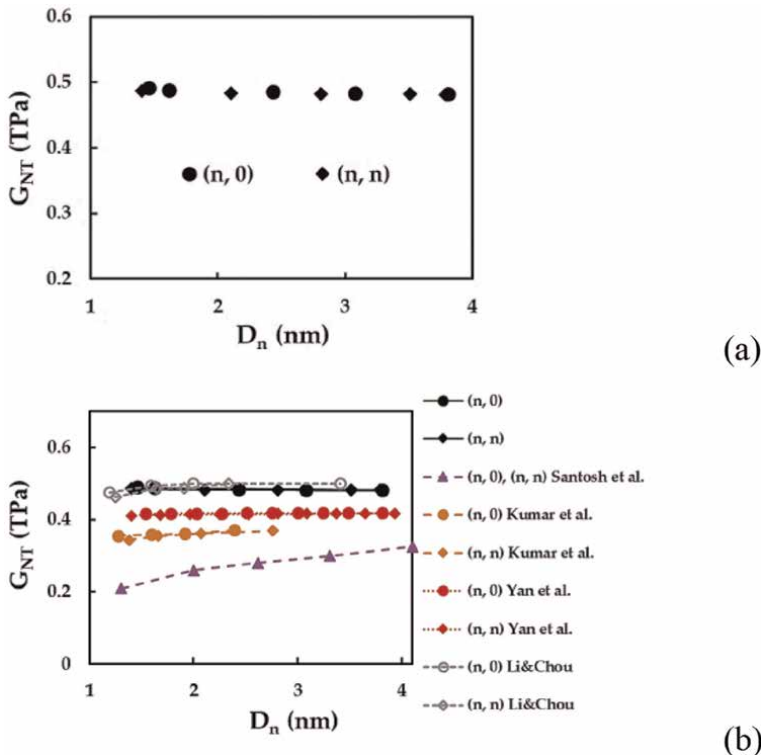 0.6
0.5
0.4
0.3
0.2
G_NT (TPa)
(n, 0) (n, n)
1 2 3 4
D_n (nm)
(a)
0.6
0.4
0.2
0
G_NT (TPa)
1 2 3 4
D_n (nm)
(n, 0)
(n, n)
(n, 0), (n, n) Santosh et al.
(n, 0) Kumar et al.
(n, n) Kumar et al.
(n, 0) Yan et al.
(n, n) Yan et al.
(n, 0) Li&Chou
(n, n) Li&Chou
(b)